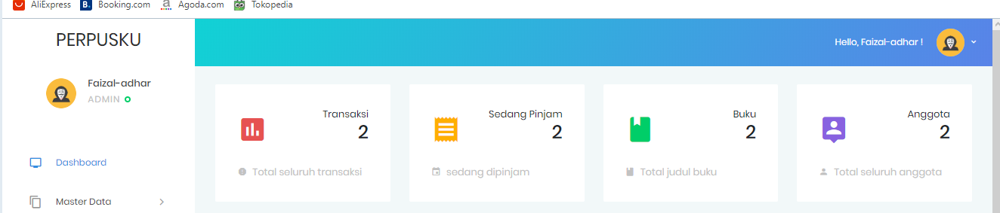 AliExpress
Booking.com
Agoda.com
Tokopedia
PERPUSKU
Hello, Faizal-adhar !
Faizal-adhar
ADMIN
Dashboard
Master Data
Transaksi
2
Total seluruh transaksi
Sedang Pinjam
2
sedang dipinjam
Buku
2
Total judul buku
Anggota
2
Total seluruh anggota